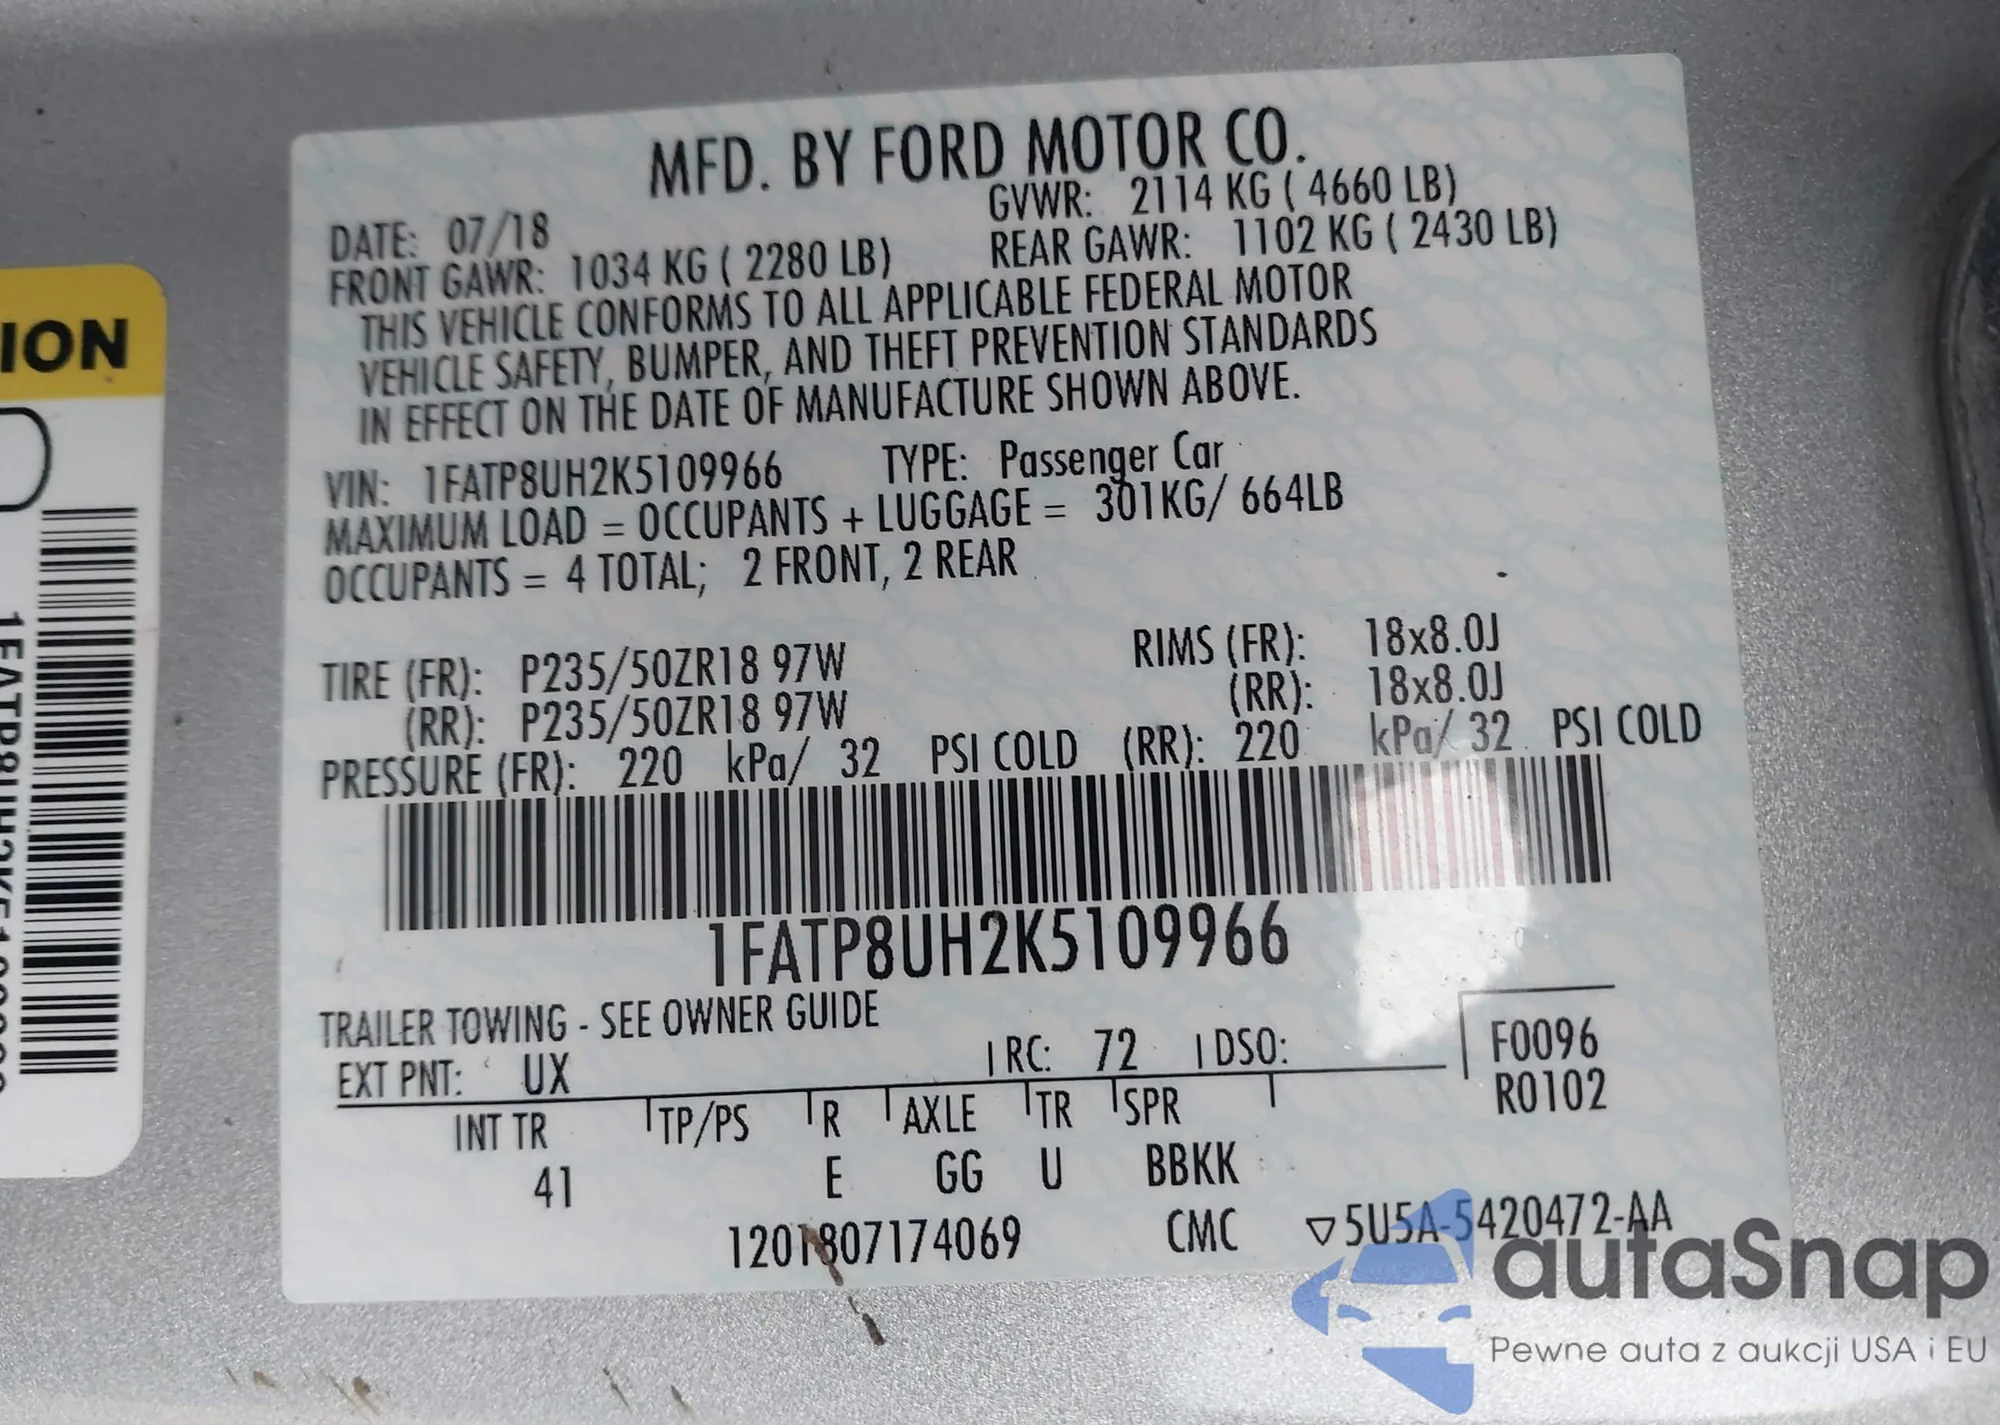 MFD. BY FORD MOTOR CO.
DATE: 07/18 GVWR: 2114 KG ( 4660 LB)
FRONT GAWR: 1034 KG ( 2280 LB) REAR GAWR: 1102 KG ( 2430 LB)
THIS VEHICLE CONFORMS TO ALL APPLICABLE FEDERAL MOTOR
VEHICLE SAFETY, BUMPER, AND THEFT PREVENTION STANDARDS
IN EFFECT ON THE DATE OF MANUFACTURE SHOWN ABOVE.
VIN: 1FATP8UH2K5109966 TYPE: Passenger Car
MAXIMUM LOAD = OCCUPANTS + LUGGAGE = 301KG/ 664LB
OCCUPANTS = 4 TOTAL; 2 FRONT, 2 REAR
TIRE (FR): P235/50ZR18 97W RIMS (FR): 18x8.0J
(RR): P235/50ZR18 97W (RR): 18x8.0J
PRESSURE (FR): 220 kPa/ 32 PSI COLD (RR): 220 kPa/ 32 PSI COLD
1FATP8UH2K5109966
TRAILER TOWING - SEE OWNER GUIDE
EXT PNT: UX RC: 72 DSO: F0096
R0102
INT TR TP/PS R AXLE TR SPR
41 E GG U BBKK
1201807174069 CMC ▽5U5A-5420472-AA
ION
autaSnap
Pewne auta z aukcji USA i EU